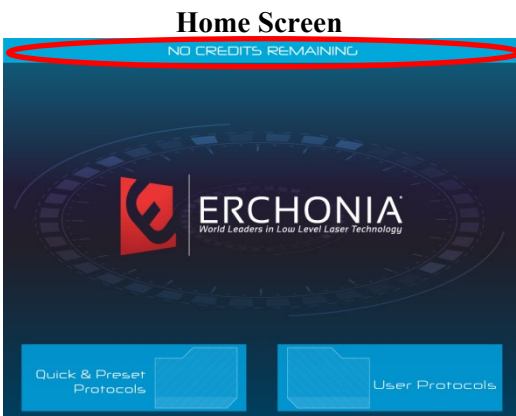 Home Screen
NO CREDITS REMAINING
ERCHONIA
World Leaders in Low Level Laser Technology
Quick & Preset
Protocols
User Protocols